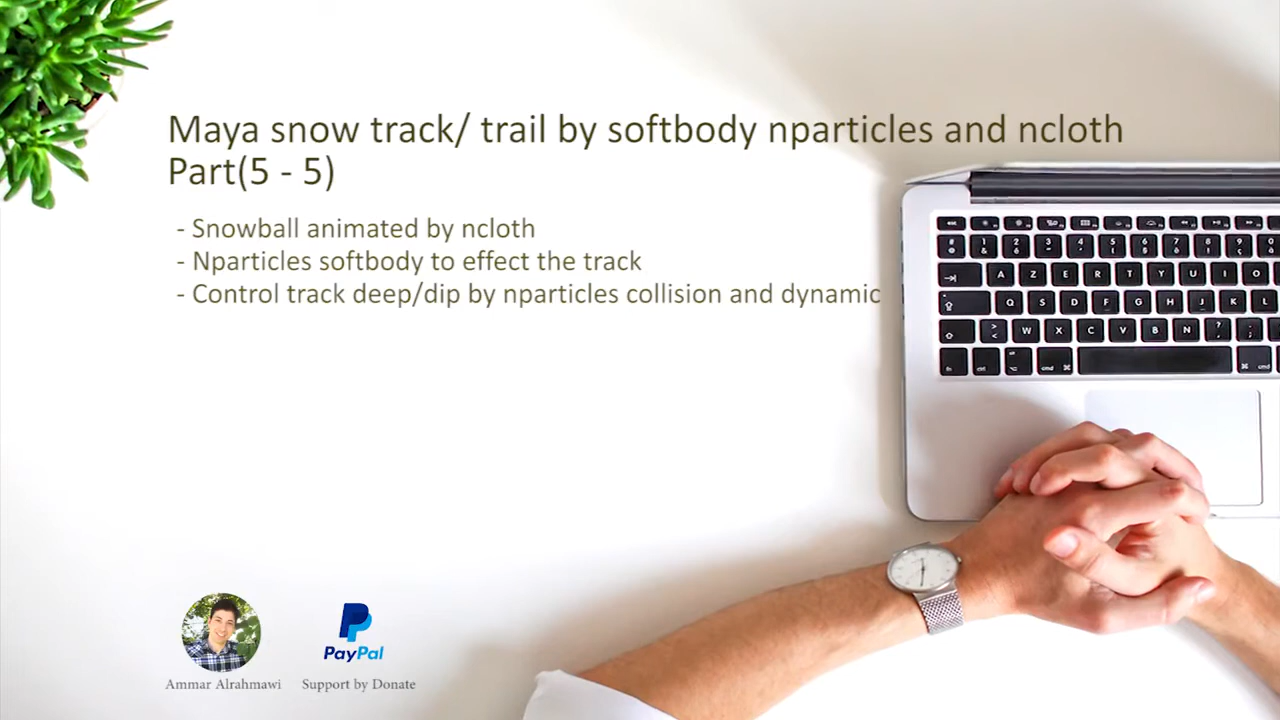 Maya snow track/ trail by softbody nparticles and ncloth
Part(5 - 5)
- Snowball animated by ncloth
- Nparticles softbody to effect the track
- Control track deep/dip by nparticles collision and dynamic
PayPal
Ammar Alrahmawi
Support by Donate
A Z E R T Y U I O
Q S D F G H J K L
W X C V B N